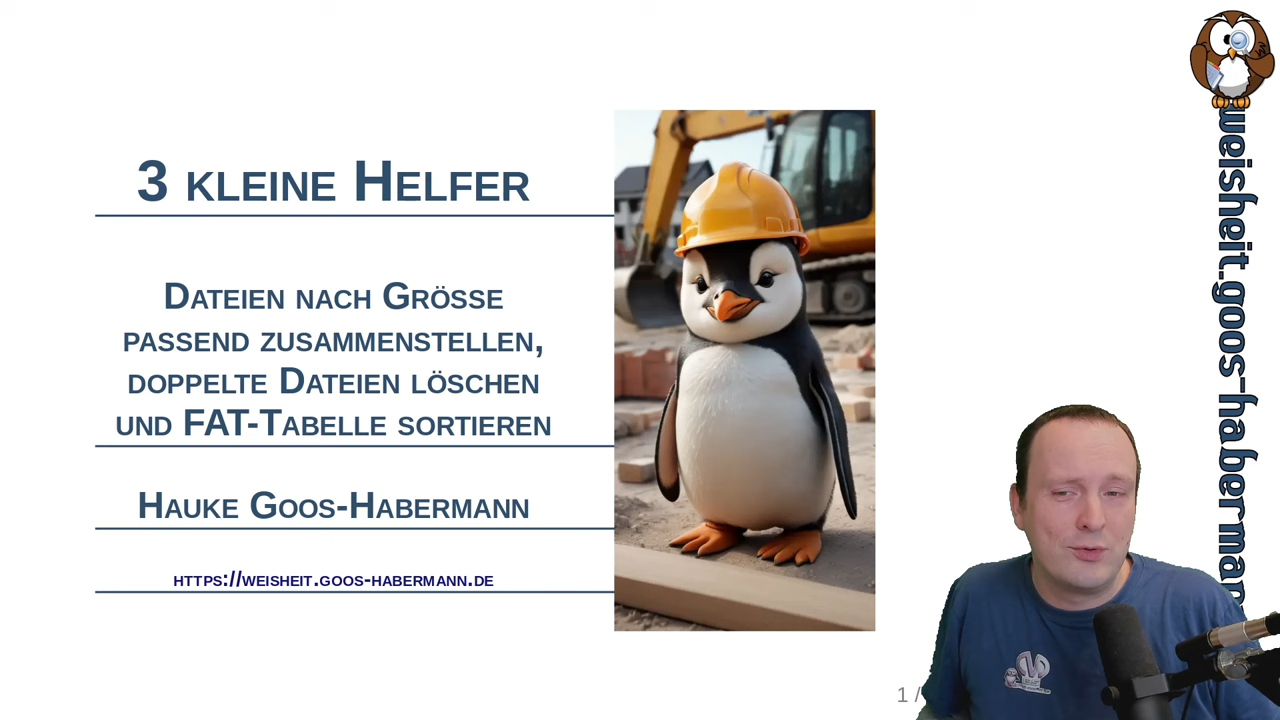 3 kleine Helfer
Dateien nach Grösse
passend zusammenstellen,
doppelte Dateien löschen
und FAT-Tabelle sortieren
Hauke Goos-Habermann
https://weisheit.goos-habermann.de
1 /
weisheit.goos-haberman